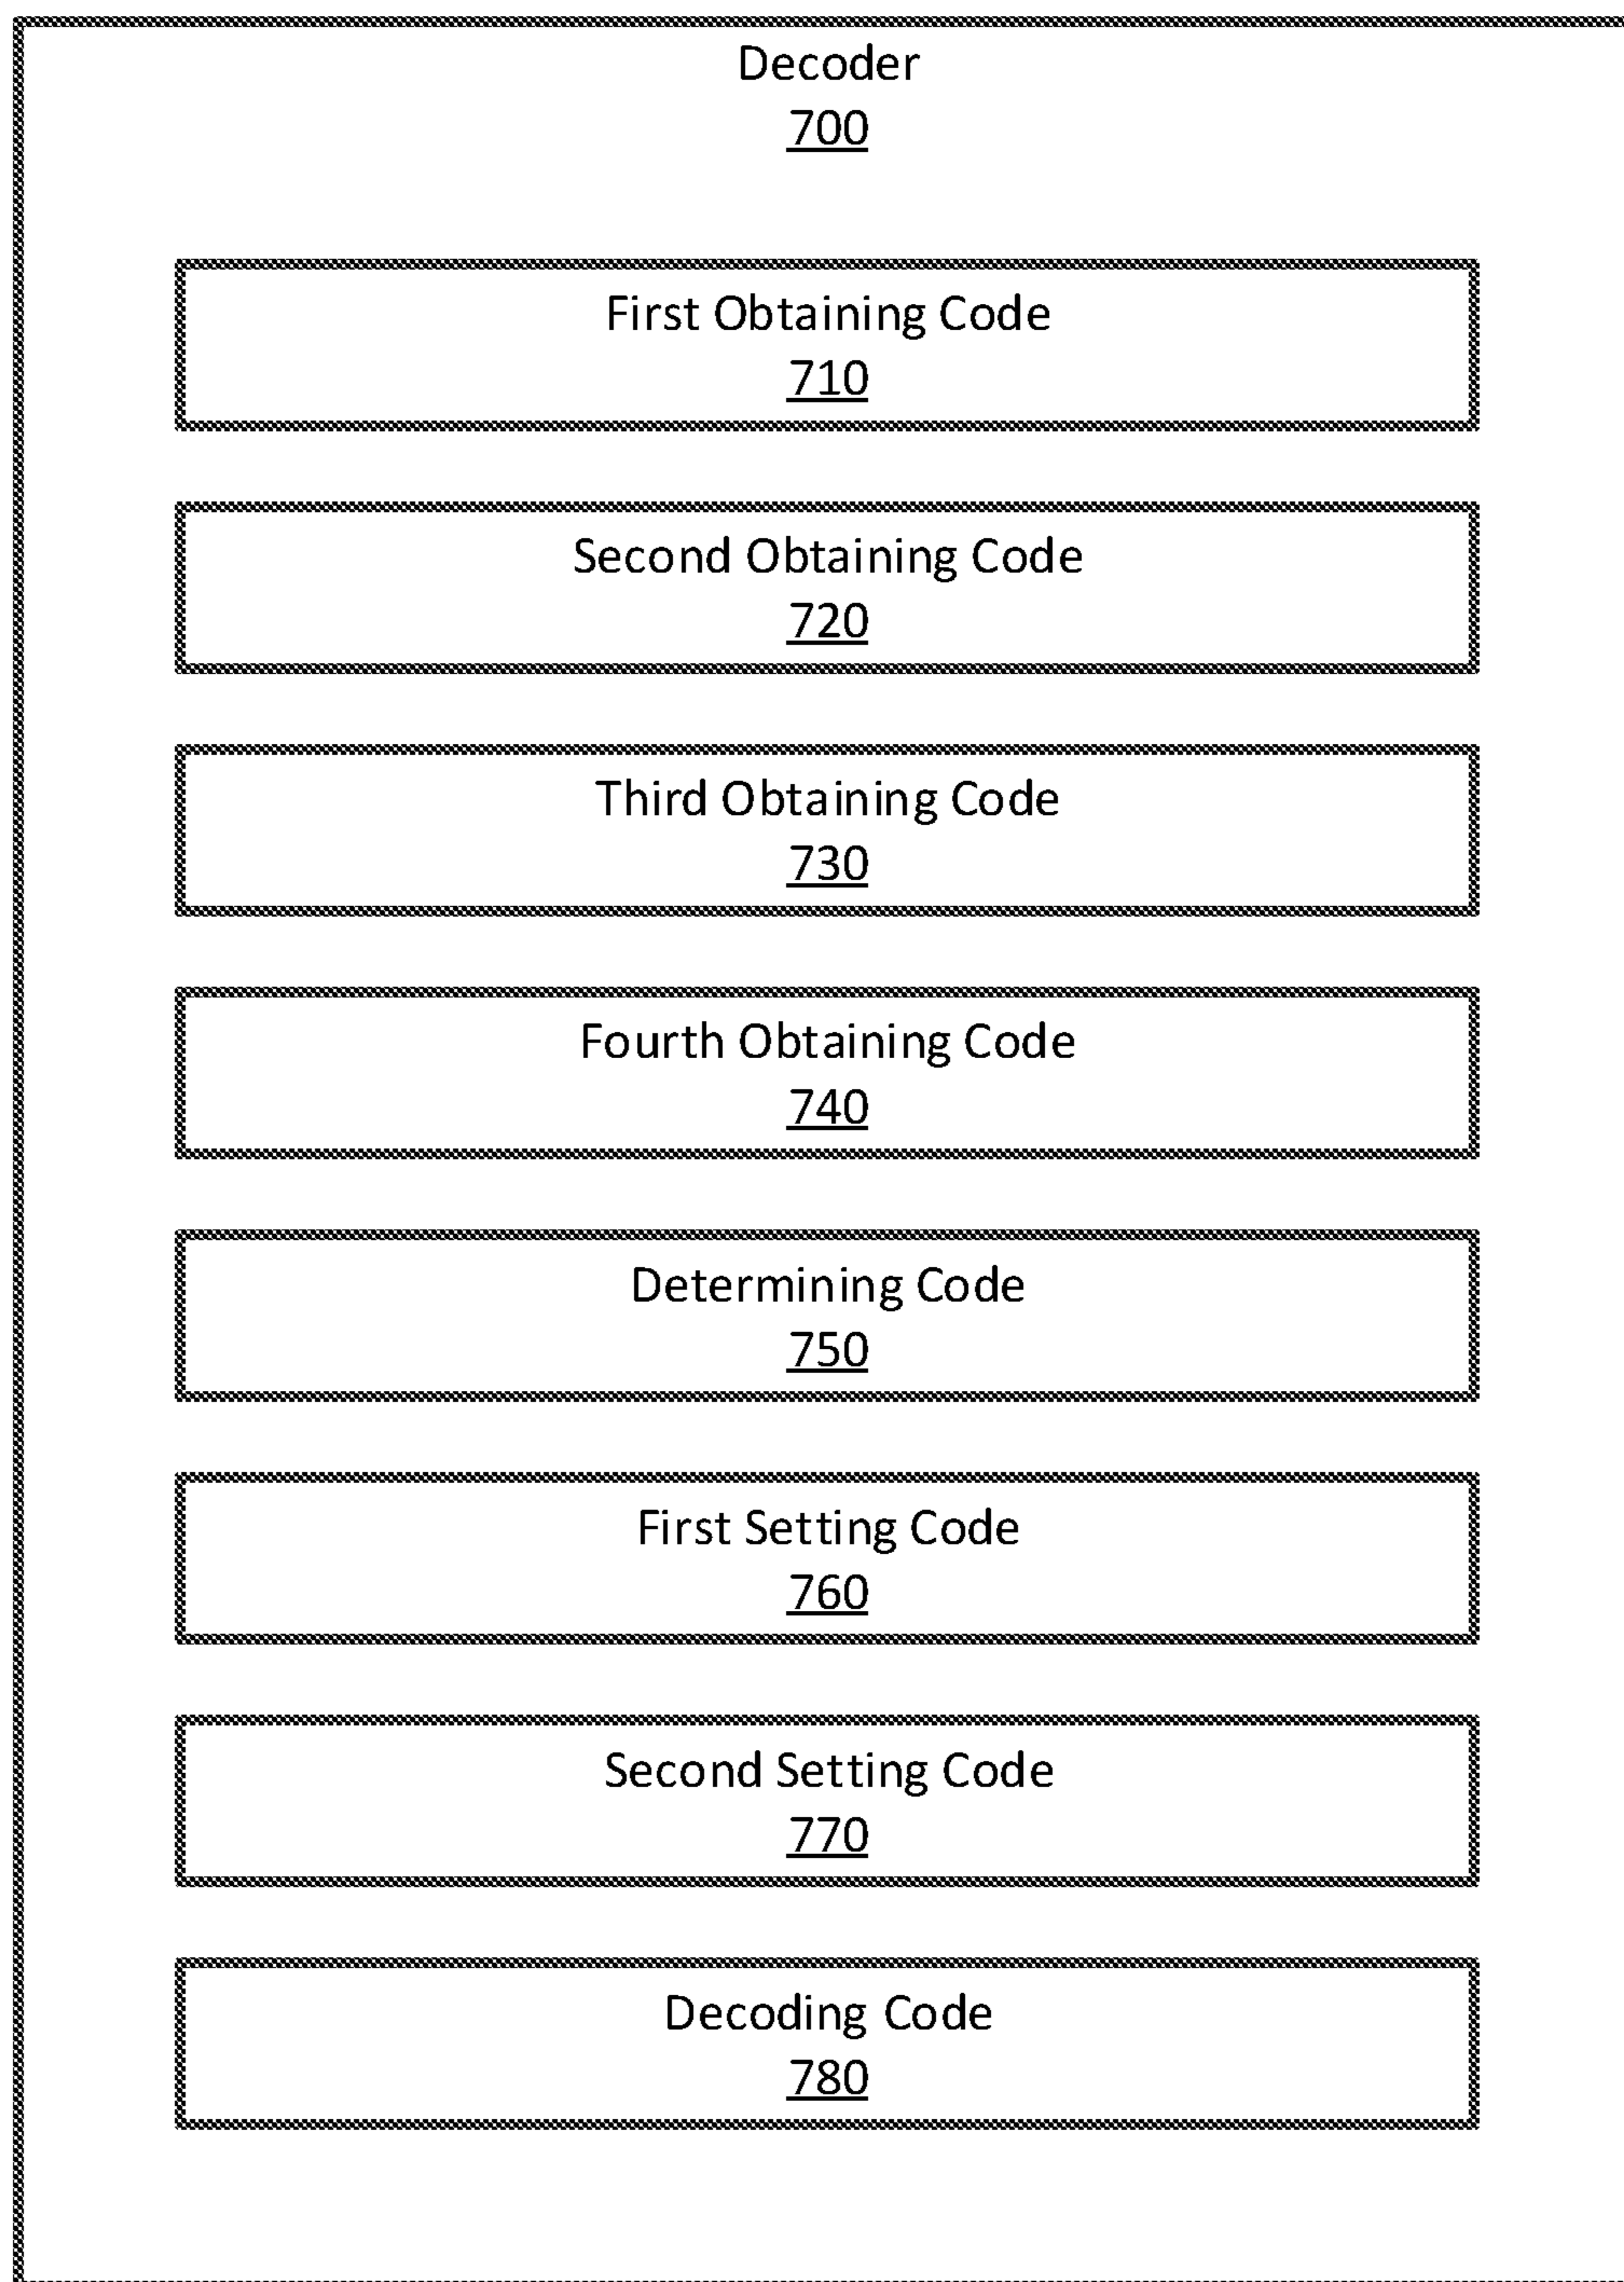 Decoder
700
First Obtaining Code
710
Second Obtaining Code
720
Third Obtaining Code
730
Fourth Obtaining Code
740
Determining Code
750
First Setting Code
760
Second Setting Code
770
Decoding Code
780